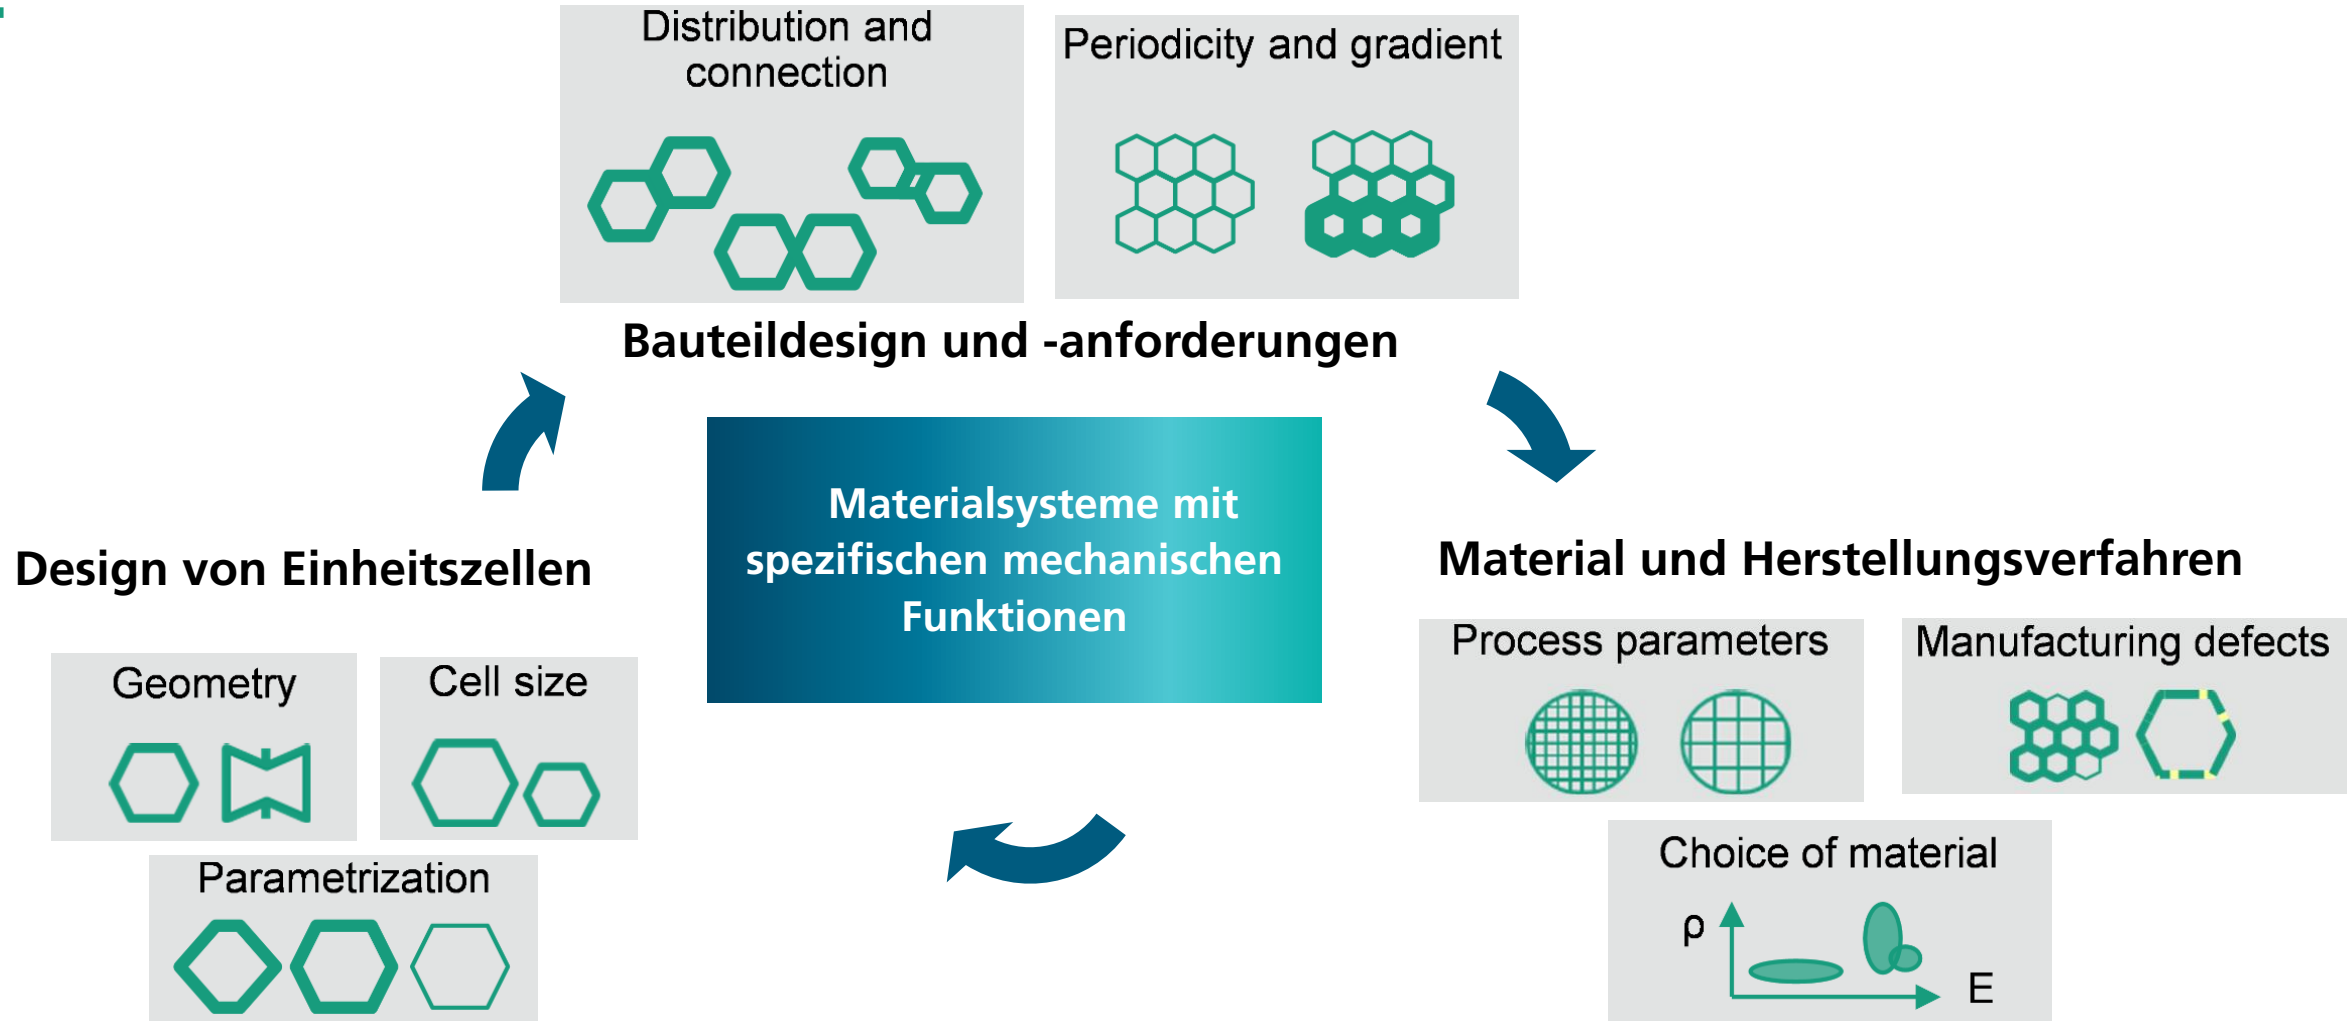 Distribution and
connection
Periodicity and gradient
Bauteildesign und -anforderungen
Materialsysteme mit
spezifischen mechanischen
Funktionen
Design von Einheitszellen
Geometry
Cell size
Parametrization
Material und Herstellungsverfahren
Process parameters
Manufacturing defects
Choice of material
ρ
E